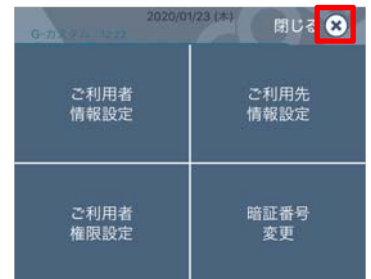 2020/01/23 (木)
閉じる
ご利用者
情報設定
ご利用先
情報設定
ご利用者
権限設定
暗証番号
変更